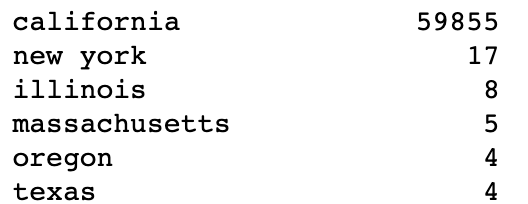 california 59855
new york 17
illinois 8
massachusetts 5
oregon 4
texas 4